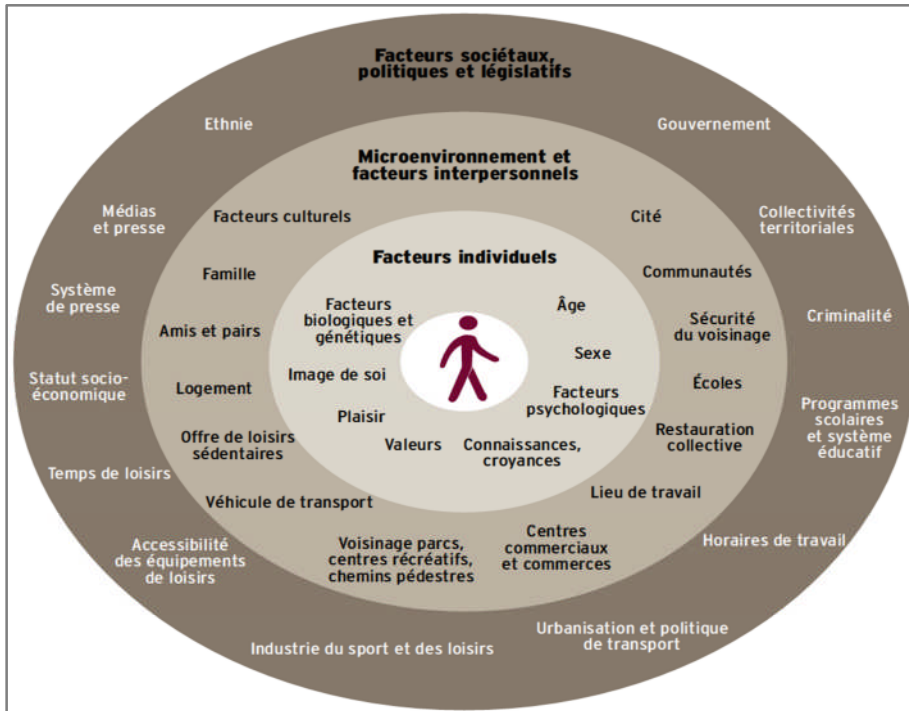 Facteurs sociétaux,
politiques et législatifs
Ethnie
Gouvernement
Médias
et presse
Collectivités
territoriales
Système
de presse
Criminalité
Statut socio-
économique
Programmes
scolaires
et système
éducatif
Temps de loisirs
Horaires de travail
Accessibilité
des équipements
de loisirs
Urbanisation et politique
de transport
Industrie du sport et des loisirs
Microenvironnement et
facteurs interpersonnels
Facteurs culturels
Cité
Famille
Communautés
Amis et pairs
Sécurité
du voisinage
Logement
Écoles
Offre de loisirs
sédentaires
Restauration
collective
Véhicule de transport
Lieu de travail
Voisinage parcs,
centres récréatifs,
chemins pédestres
Centres
commerciaux
et commerces
Facteurs individuels
Facteurs
biologiques et
génétiques
Âge
Image de soi
Sexe
Plaisir
Facteurs
psychologiques
Valeurs
Connaissances,
croyances